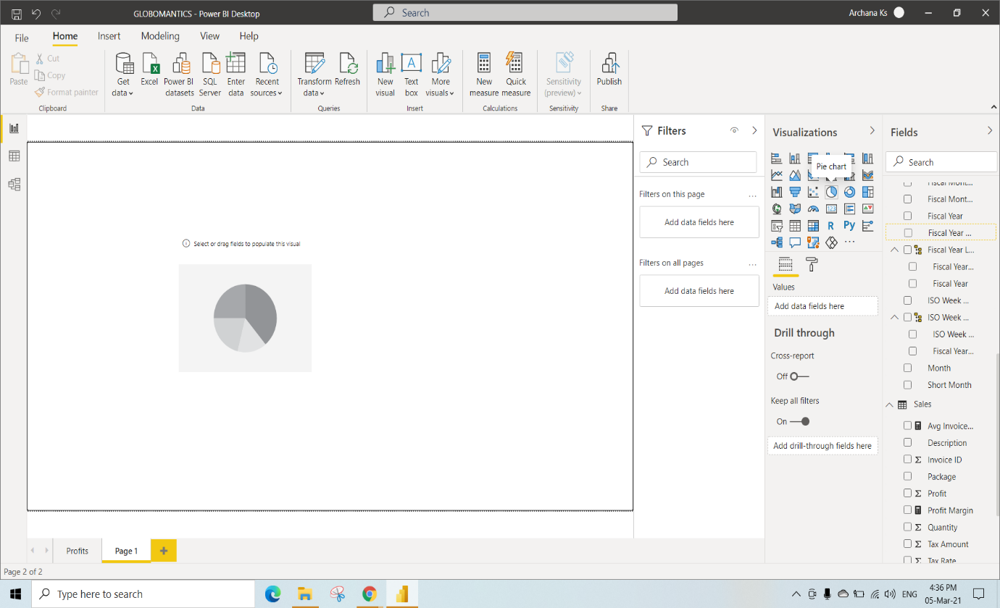 GLOBOMANTICS - Power BI Desktop
Search
Archana Ks
File Home Insert Modeling View Help
Paste
Cut
Copy
Format painter
Clipboard
Get data
Excel
Power BI datasets
SQL Server
Enter data
Recent sources
Data
Transform data
Refresh
Queries
New visual
Text box
More visuals
Insert
New measure
Quick measure
Calculations
Sensitivity (preview)
Sensitivity
Publish
Share
Select or drag fields to populate this visual
Filters
Search
Filters on this page ...
Add data fields here
Filters on all pages ...
Add data fields here
Visualizations
Pie chart
123
R
Py
...
Values
Add data fields here
Drill through
Cross-report
Off
Keep all filters
On
Add drill-through fields here
Fields
Search
Fiscal Mont...
Fiscal Mont...
Fiscal Year
Fiscal Year ...
Fiscal Year L...
Fiscal Year...
Fiscal Year
ISO Week ...
ISO Week ...
ISO Week ...
Fiscal Year...
Month
Short Month
Sales
Avg Invoice...
Description
Σ Invoice ID
Package
Σ Profit
Profit Margin
Σ Quantity
Σ Tax Amount
Σ Tax Rate
Profits
Page 1
+
Page 2 of 2
Type here to search
ENG
4:36 PM
05-Mar-21